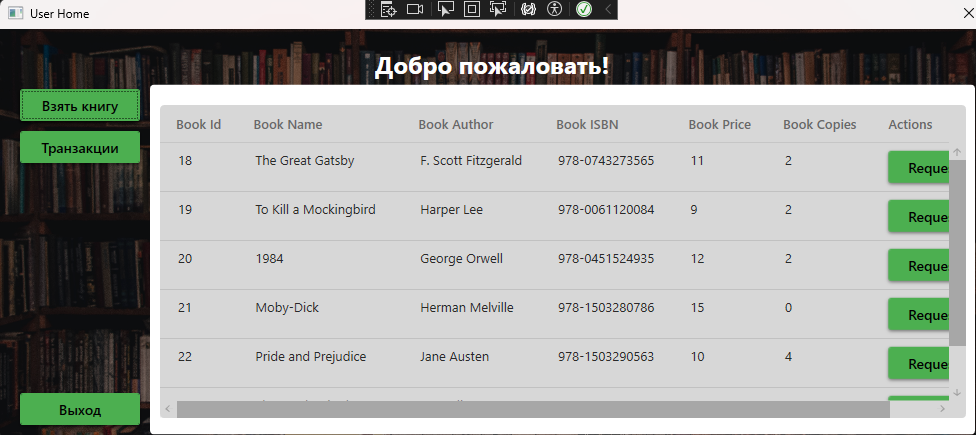 User Home
Добро пожаловать!
Взять книгу
Транзакции
Выход
Book Id Book Name Book Author Book ISBN Book Price Book Copies Actions
18 The Great Gatsby F. Scott Fitzgerald 978-0743273565 11 2 Reque
19 To Kill a Mockingbird Harper Lee 978-0061120084 9 2 Reque
20 1984 George Orwell 978-0451524935 12 2 Reque
21 Moby-Dick Herman Melville 978-1503280786 15 0 Reque
22 Pride and Prejudice Jane Austen 978-1503290563 10 4 Reque